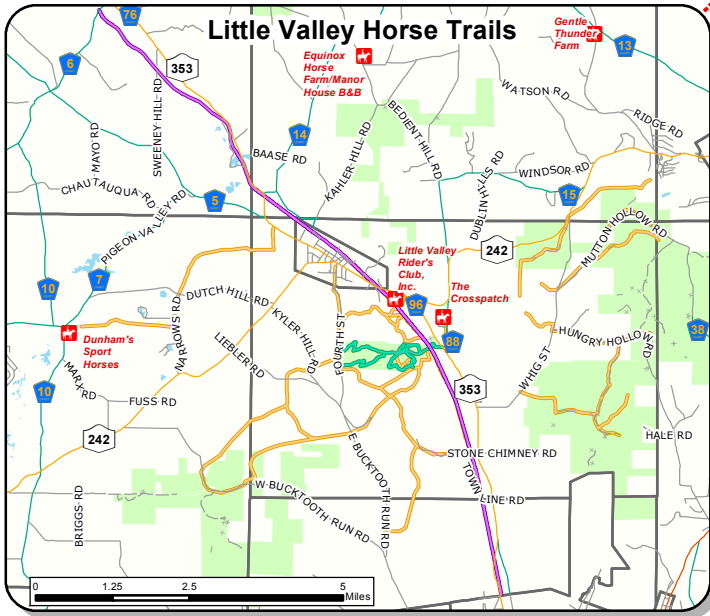 Little Valley Horse Trails
76
6
353
Equinox
Horse
Farm/Manor
House B&B
Gentle
Thunder
Farm
13
MAYO RD
SWEENEY HILL RD
14
BAASE RD
KAHLER HILL RD
BEDIENT HILL RD
WATSON RD
RIDGE RD
CHAUTAUQUA RD
5
PIGEON VALLEY RD
DUBLIN HILLS RD
WINDSOR RD
15
242
MUTTON HOLLOW RD
10
7
DUTCH HILL RD
Little Valley
Rider's
Club,
Inc.
The
Crosspatch
96
88
38
Dunham's
Sport
Horses
NARROWS RD
LIEBLER RD
KYLER HILL RD
FOURTH ST
HUNGRY HOLLOW RD
WHIG ST
10
MARX RD
FUSS RD
353
242
HALE RD
E BUCKTOOTH RUN RD
STONE CHIMNEY RD
W BUCKTOOTH RUN RD
TOWN LINE RD
BRIGGS RD
0 1.25 2.5 5
Miles